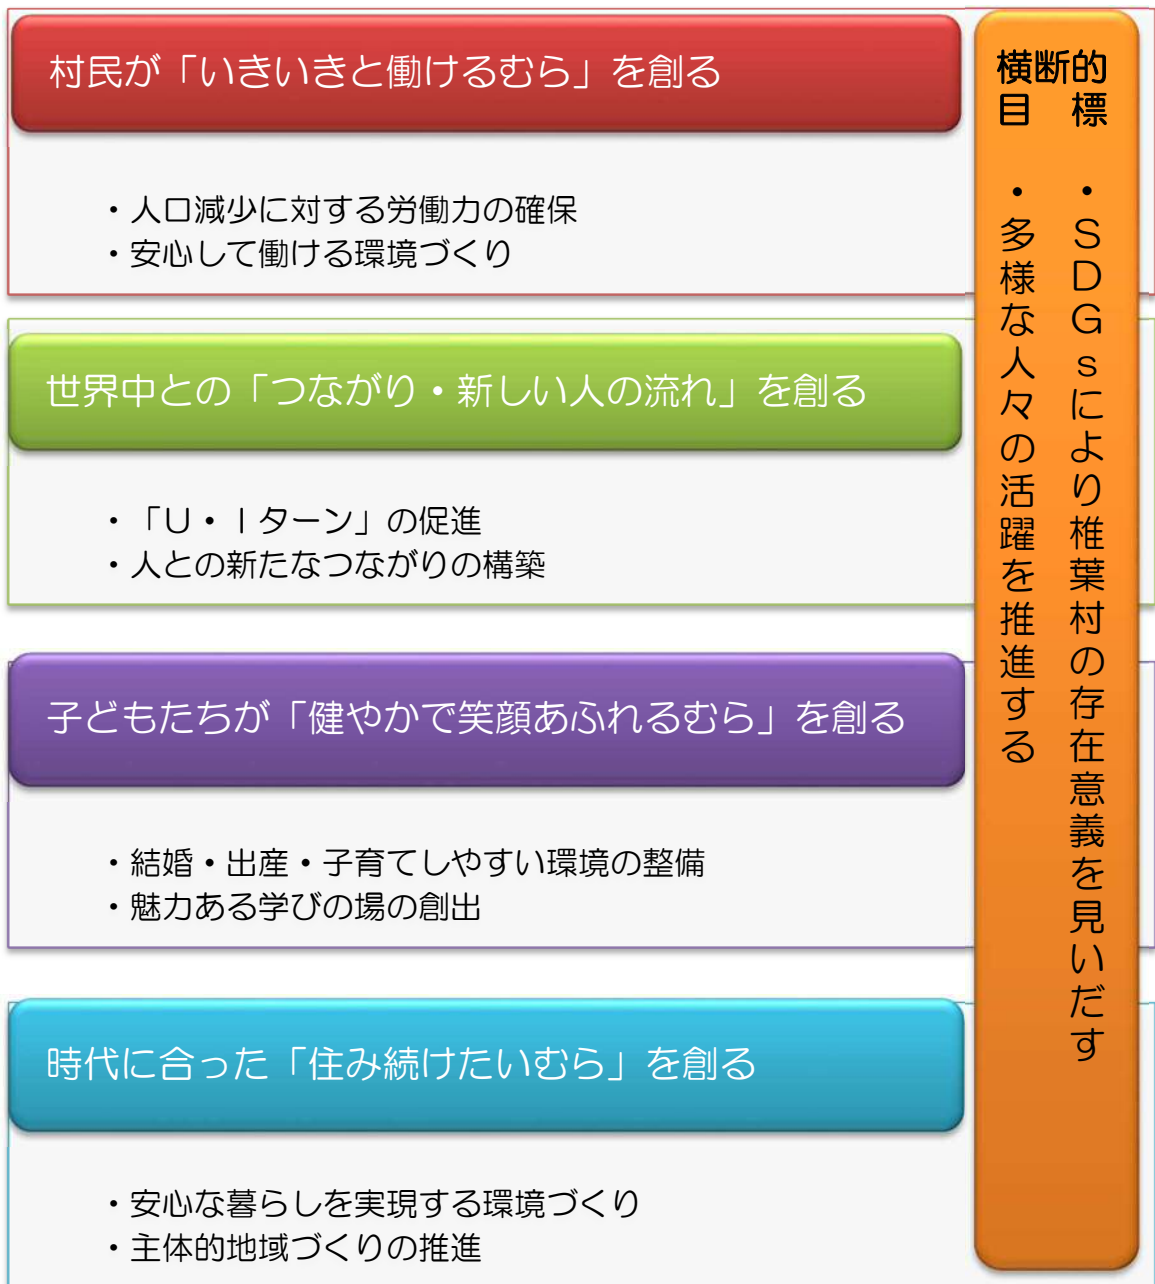 村民が「いきいきと働けるむら」を創る
・人口減少に対する労働力の確保
・安心して働ける環境づくり
世界中との「つながり・新しい人の流れ」を創る
・「U・Iターン」の促進
・人との新たなつながりの構築
子どもたちが「健やかで笑顔あふれるむら」を創る
・結婚・出産・子育てしやすい環境の整備
・魅力ある学びの場の創出
時代に合った「住み続けたいむら」を創る
・安心な暮らしを実現する環境づくり
・主体的地域づくりの推進
横断的
目標
・SDGsにより椎葉村の存在意義を見いだす
・多様な人々の活躍を推進する